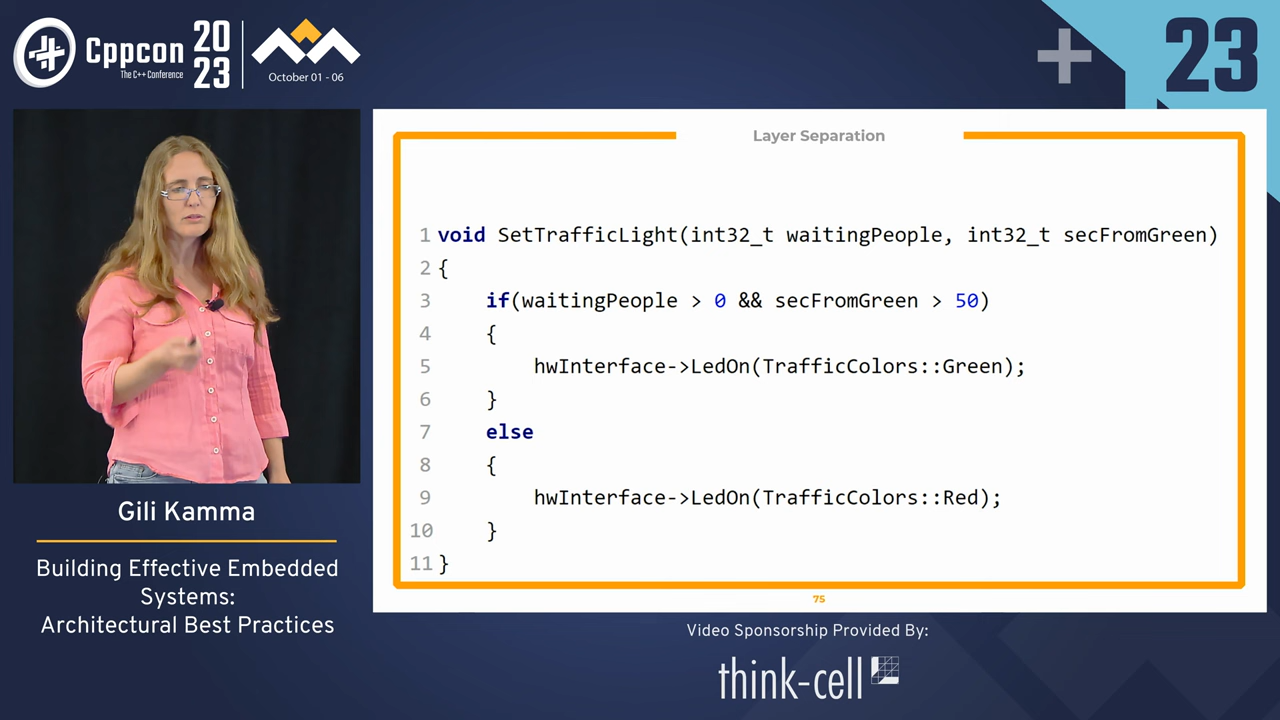 Cppcon
The C++ Conference
20
23
October 01 - 06
23
Layer Separation
1 void SetTrafficLight(int32_t waitingPeople, int32_t secFromGreen)
2 {
3 if(waitingPeople > 0 && secFromGreen > 50)
4 {
5 hwInterface->LedOn(TrafficColors::Green);
6 }
7 else
8 {
9 hwInterface->LedOn(TrafficColors::Red);
10 }
11 }
75
Gili Kamma
Building Effective Embedded
Systems:
Architectural Best Practices
Video Sponsorship Provided By:
think-cell